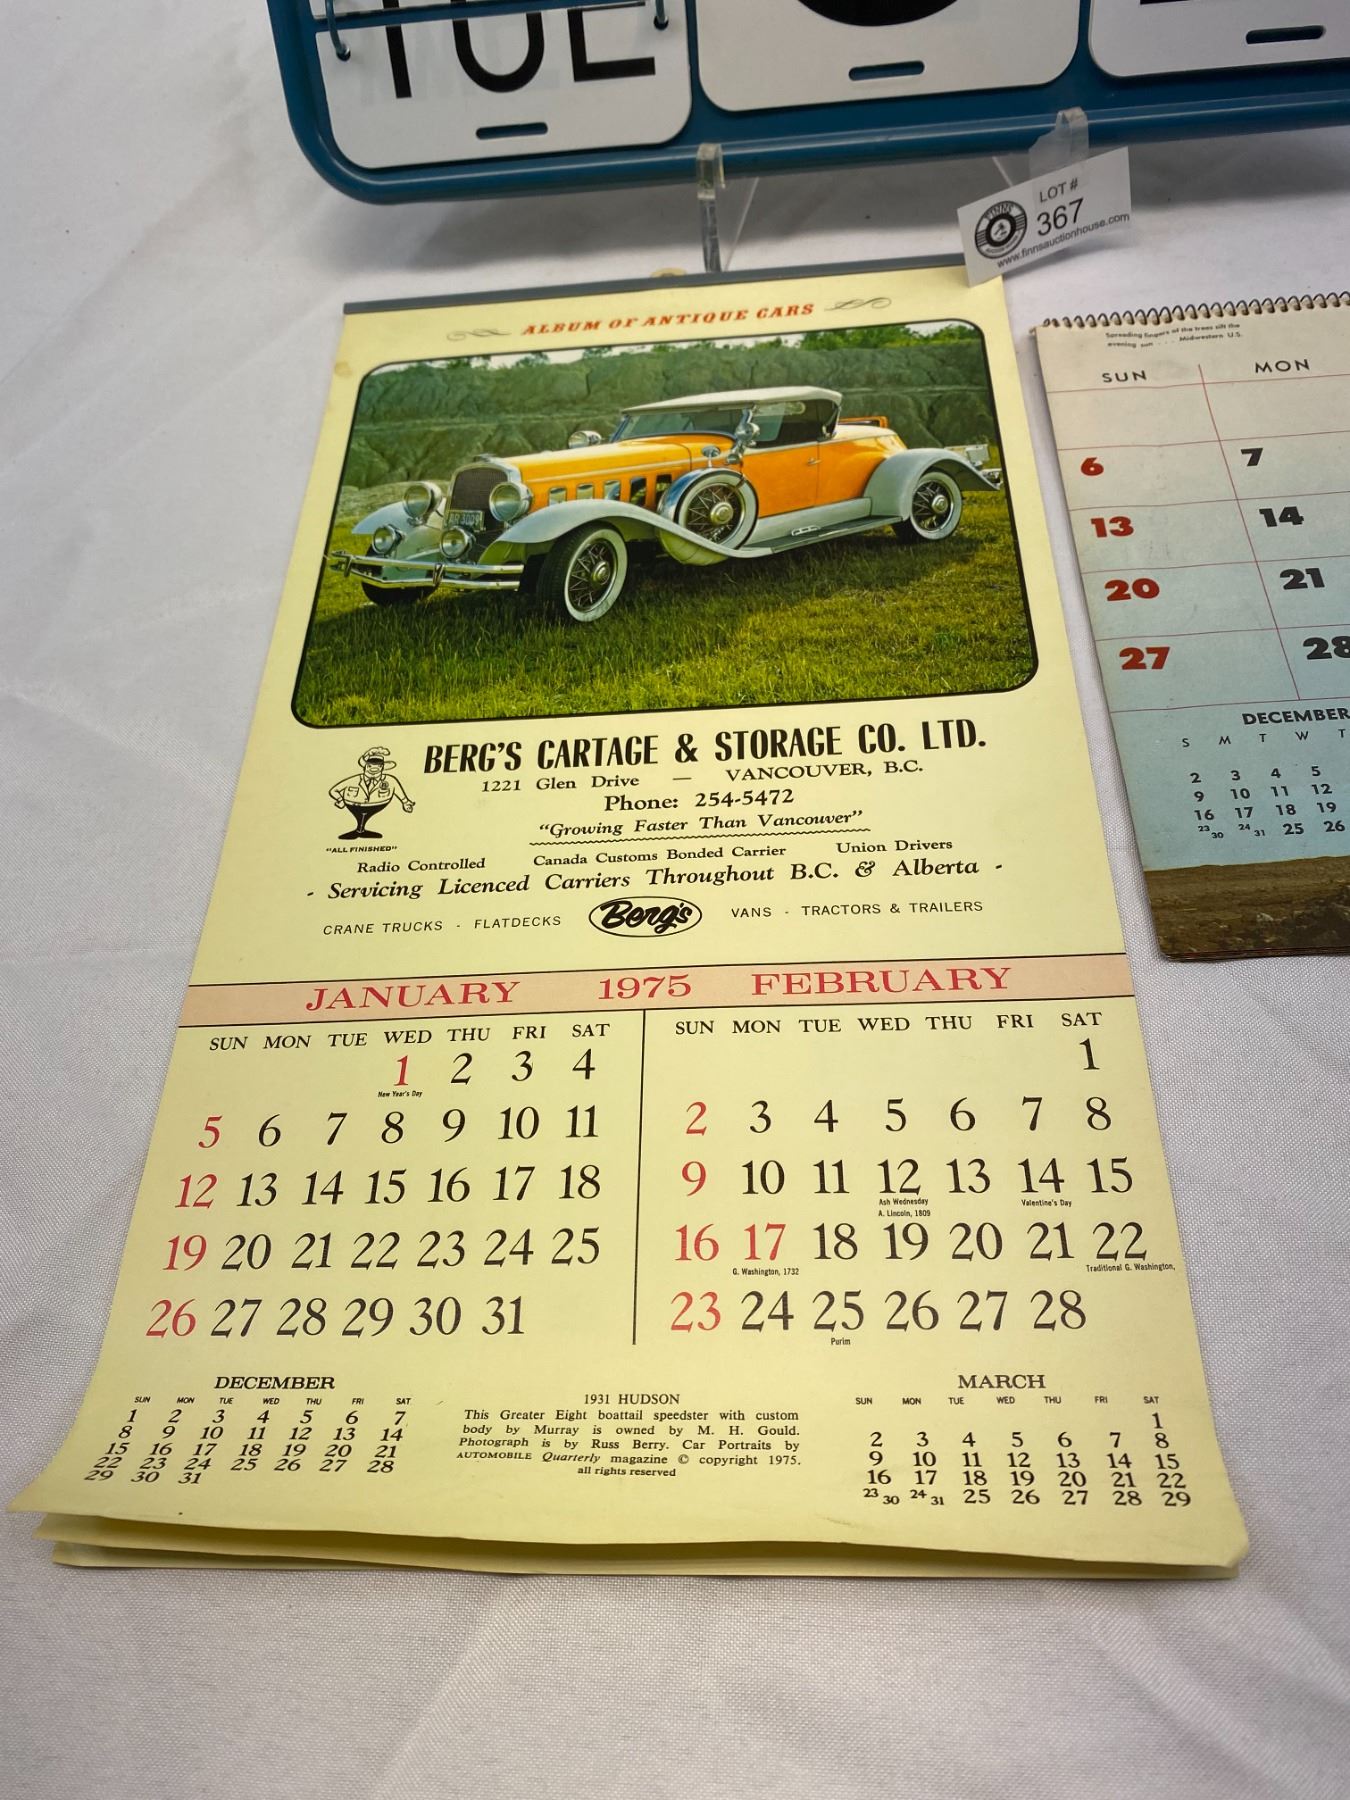 TUE
LOT #
367
FINNS
www.finnsauctionhouse.com
ALBUM OF ANTIQUE CARS
BERG'S CARTAGE & STORAGE CO. LTD.
1221 Glen Drive — VANCOUVER, B.C.
Phone: 254-5472
"Growing Faster Than Vancouver"
"ALL FINISHED"
Radio Controlled Canada Customs Bonded Carrier Union Drivers
- Servicing Licenced Carriers Throughout B.C. & Alberta -
CRANE TRUCKS - FLATDECKS Berg's VANS - TRACTORS & TRAILERS
JANUARY 1975 FEBRUARY
SUN MON TUE WED THU FRI SAT
1 2 3 4
New Year's Day
5 6 7 8 9 10 11
12 13 14 15 16 17 18
19 20 21 22 23 24 25
26 27 28 29 30 31
SUN MON TUE WED THU FRI SAT
1
2 3 4 5 6 7 8
9 10 11 12 13 14 15
Ash Wednesday Valentine's Day
A. Lincoln, 1809
16 17 18 19 20 21 22
G. Washington, 1732 Traditional G. Washington,
23 24 25 26 27 28
Purim
DECEMBER
SUN MON TUE WED THU FRI SAT
1 2 3 4 5 6 7
8 9 10 11 12 13 14
15 16 17 18 19 20 21
22 23 24 25 26 27 28
29 30 31
1931 HUDSON
This Greater Eight boattail speedster with custom
body by Murray is owned by M. H. Gould.
Photograph is by Russ Berry. Car Portraits by
AUTOMOBILE Quarterly magazine © copyright 1975.
all rights reserved
MARCH
SUN MON TUE WED THU FRI SAT
1
2 3 4 5 6 7 8
9 10 11 12 13 14 15
16 17 18 19 20 21 22
23 30 24 31 25 26 27 28 29
Spreading fingers of the trees sift the
evening sun - - - Midwestern U.S.
SUN MON
6 7
13 14
20 21
27 28
DECEMBER
S M T W T
2 3 4 5
9 10 11 12
16 17 18 19
23 30 24 31 25 26